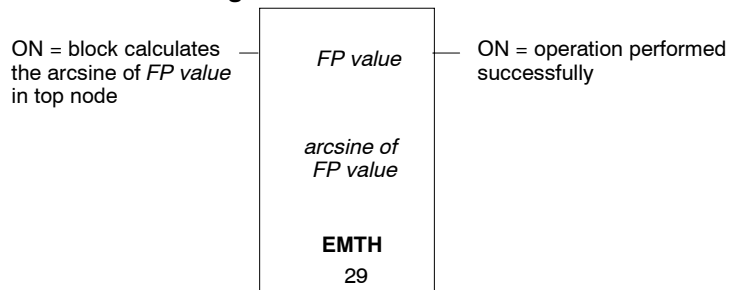 ON = block calculates
the arcsine of FP value
in top node
FP value
ON = operation performed
successfully
arcsine of
FP value
EMTH
29